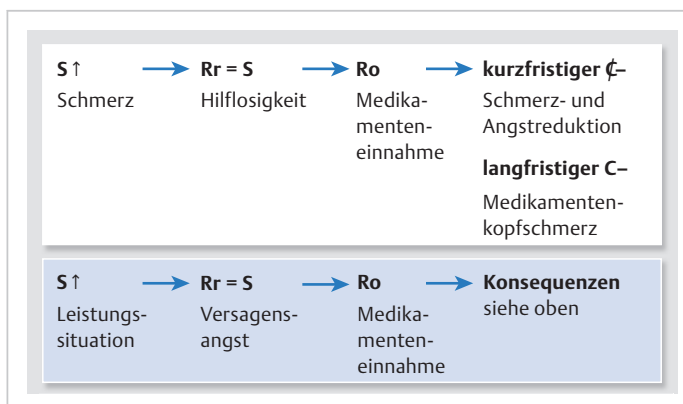 S ↑ → Rr = S → Ro → kurzfristiger ₵–
Schmerz Hilflosigkeit Medika- Schmerz- und
menten- Angstreduktion
einnahme
langfristiger C–
Medikamenten-
kopfschmerz
S ↑ → Rr = S → Ro → Konsequenzen
Leistungs- Versagens- Medika- siehe oben
situation angst menten-
einnahme